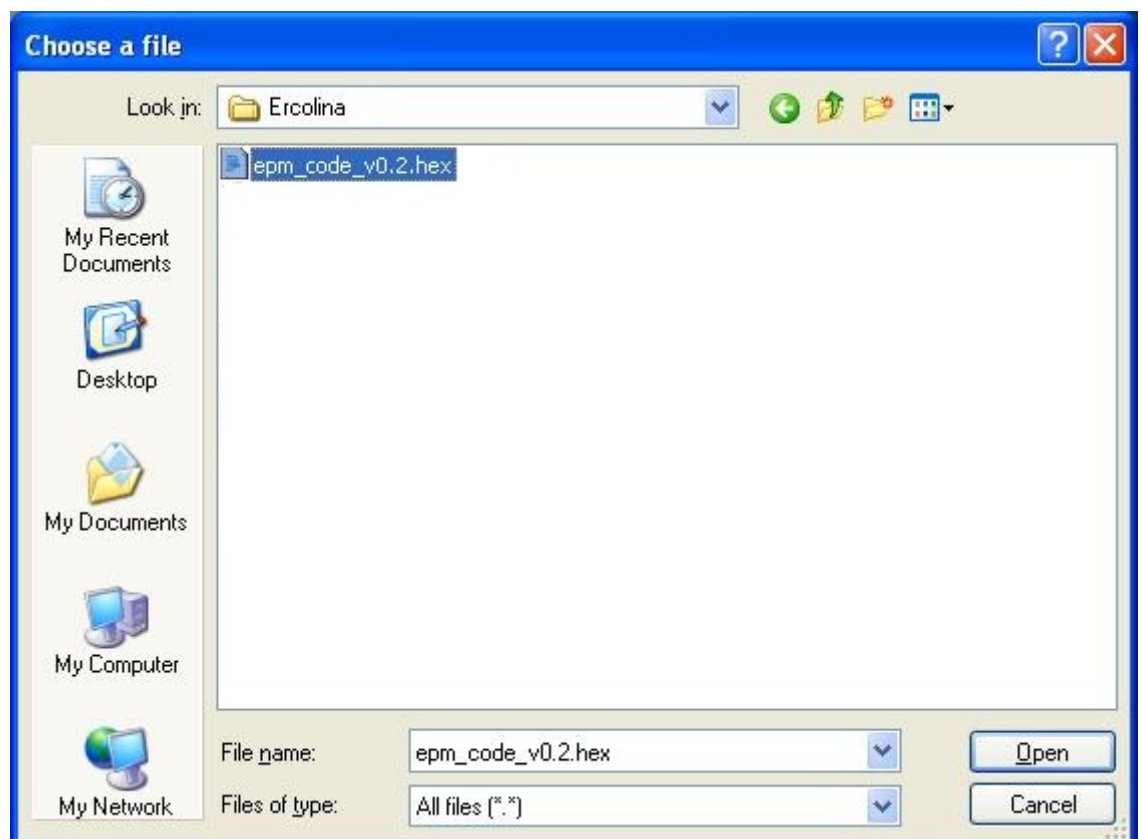 Choose a file
Look in: Ercolina
epm_code_v0.2.hex
My Recent
Documents
Desktop
My Documents
My Computer
My Network
File name: epm_code_v0.2.hex Open
Files of type: All files (*.*) Cancel